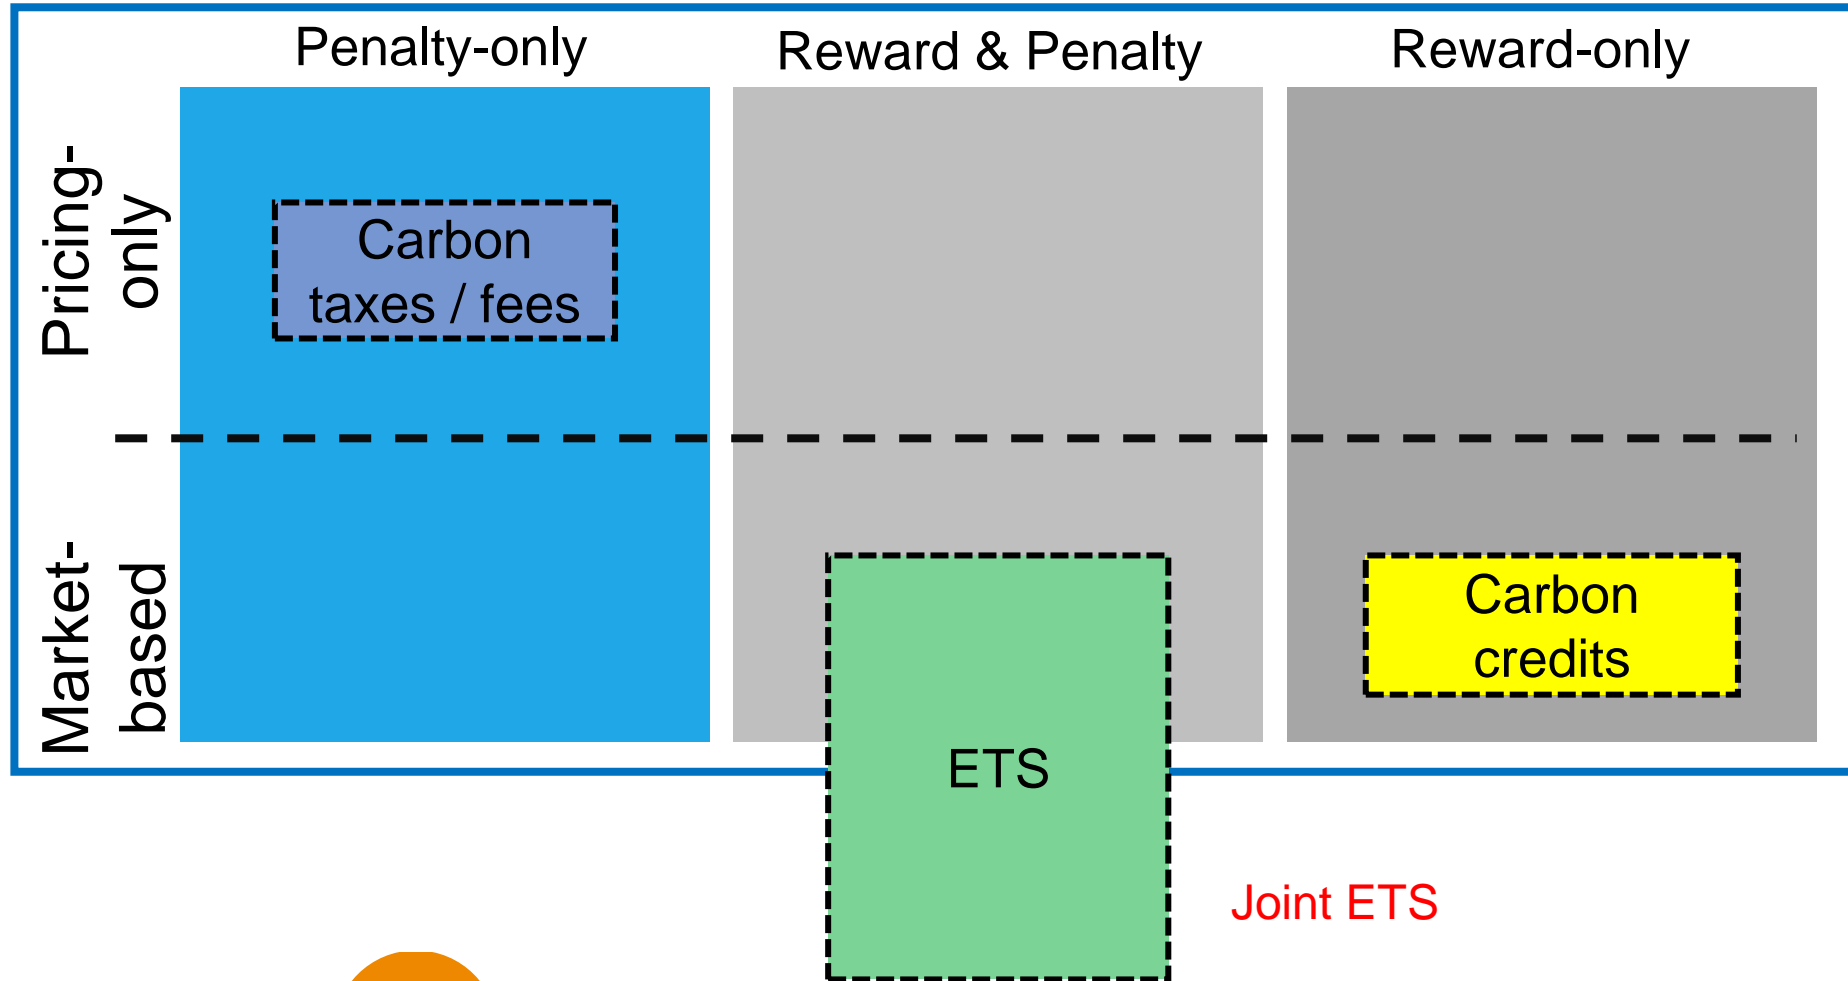 Penalty-only
Reward & Penalty
Reward-only
Pricing-
only
Carbon
taxes / fees
Market-
based
Carbon
credits
ETS
Joint ETS